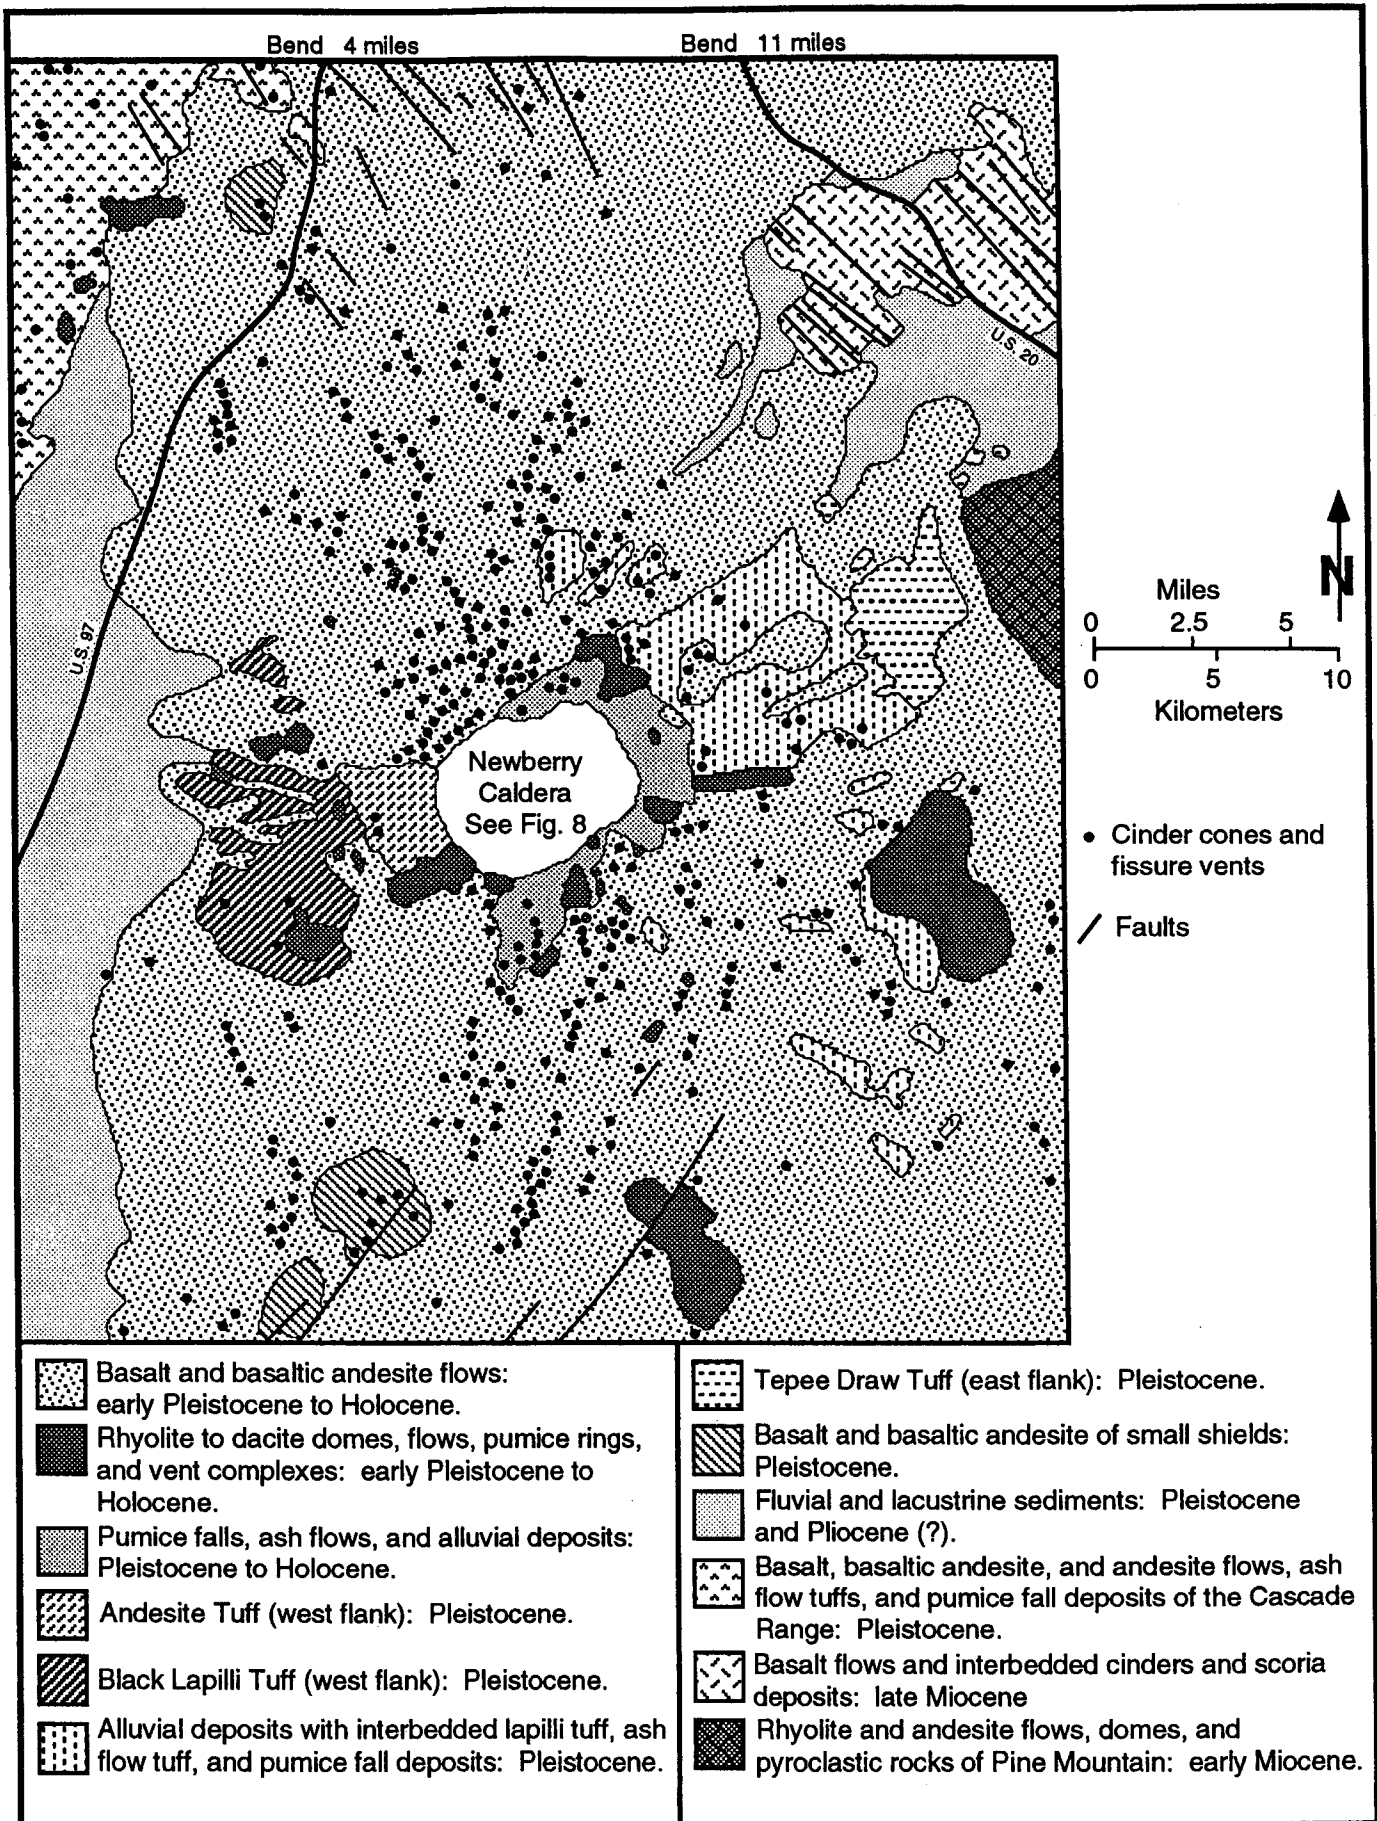 Bend 4 miles
Bend 11 miles
U.S. 20
U.S. 97
N
Miles
0 2.5 5
0 5 10
Kilometers
Newberry
Caldera
See Fig. 8
Cinder cones and
fissure vents
Faults
Basalt and basaltic andesite flows:
early Pleistocene to Holocene.
Rhyolite to dacite domes, flows, pumice rings,
and vent complexes: early Pleistocene to
Holocene.
Pumice falls, ash flows, and alluvial deposits:
Pleistocene to Holocene.
Andesite Tuff (west flank): Pleistocene.
Black Lapilli Tuff (west flank): Pleistocene.
Alluvial deposits with interbedded lapilli tuff, ash
flow tuff, and pumice fall deposits: Pleistocene.
Tepee Draw Tuff (east flank): Pleistocene.
Basalt and basaltic andesite of small shields:
Pleistocene.
Fluvial and lacustrine sediments: Pleistocene
and Pliocene (?).
Basalt, basaltic andesite, and andesite flows, ash
flow tuffs, and pumice fall deposits of the Cascade
Range: Pleistocene.
Basalt flows and interbedded cinders and scoria
deposits: late Miocene
Rhyolite and andesite flows, domes, and
pyroclastic rocks of Pine Mountain: early Miocene.